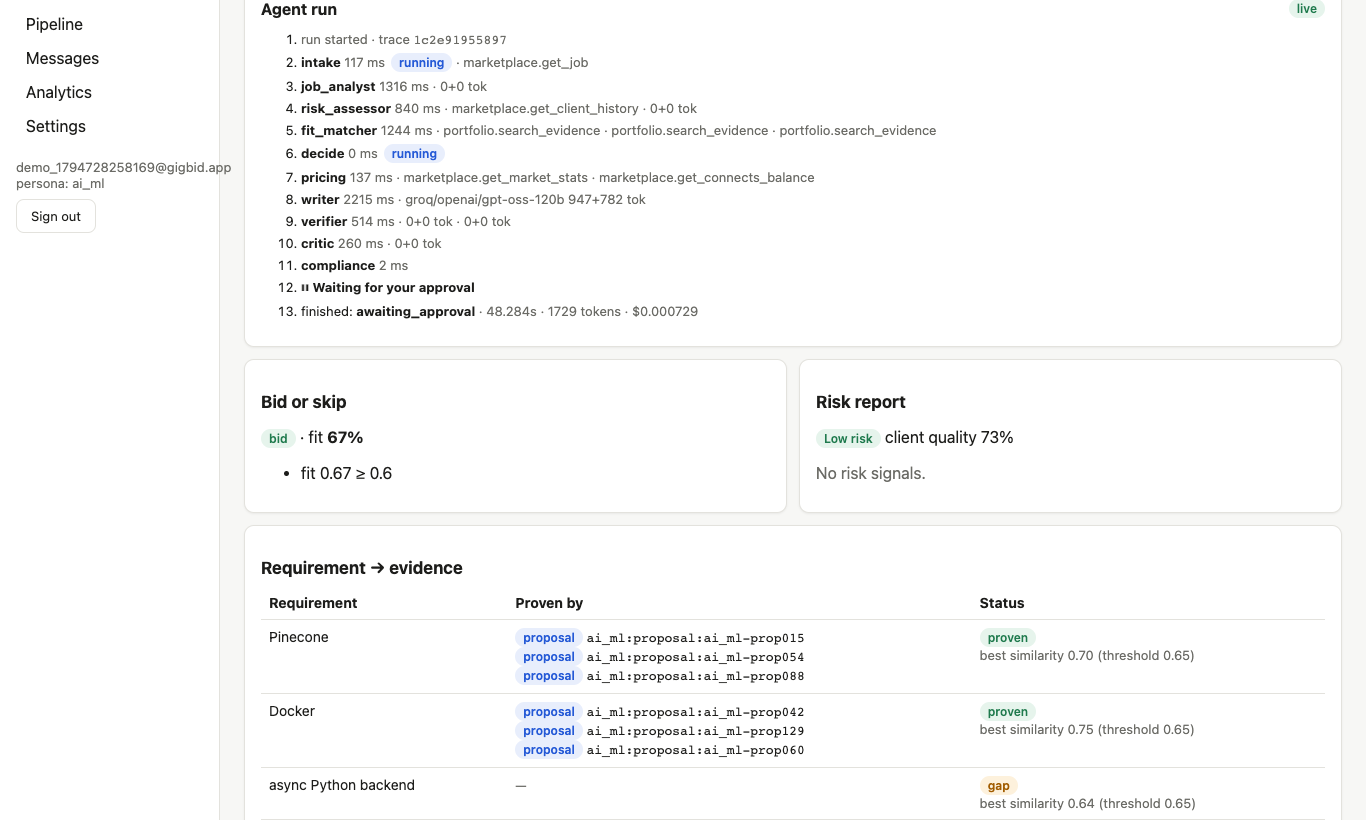 Pipeline
Messages
Analytics
Settings
demo_1794728258169@gigbid.app
persona: ai_ml
Sign out
Agent run
live
1. run started · trace 1c2e91955897
2. intake 117 ms running · marketplace.get_job
3. job_analyst 1316 ms · 0+0 tok
4. risk_assessor 840 ms · marketplace.get_client_history · 0+0 tok
5. fit_matcher 1244 ms · portfolio.search_evidence · portfolio.search_evidence · portfolio.search_evidence
6. decide 0 ms running
7. pricing 137 ms · marketplace.get_market_stats · marketplace.get_connects_balance
8. writer 2215 ms · groq/openai/gpt-oss-120b 947+782 tok
9. verifier 514 ms · 0+0 tok · 0+0 tok
10. critic 260 ms · 0+0 tok
11. compliance 2 ms
12. ⏸ Waiting for your approval
13. finished: awaiting_approval · 48.284s · 1729 tokens · $0.000729
Bid or skip
bid · fit 67%
• fit 0.67 ≥ 0.6
Risk report
Low risk client quality 73%
No risk signals.
Requirement → evidence
Requirement Proven by Status
Pinecone
proposal ai_ml:proposal:ai_ml-prop015
proposal ai_ml:proposal:ai_ml-prop054
proposal ai_ml:proposal:ai_ml-prop088
proven
best similarity 0.70 (threshold 0.65)
Docker
proposal ai_ml:proposal:ai_ml-prop042
proposal ai_ml:proposal:ai_ml-prop129
proposal ai_ml:proposal:ai_ml-prop060
proven
best similarity 0.75 (threshold 0.65)
async Python backend
—
gap
best similarity 0.64 (threshold 0.65)